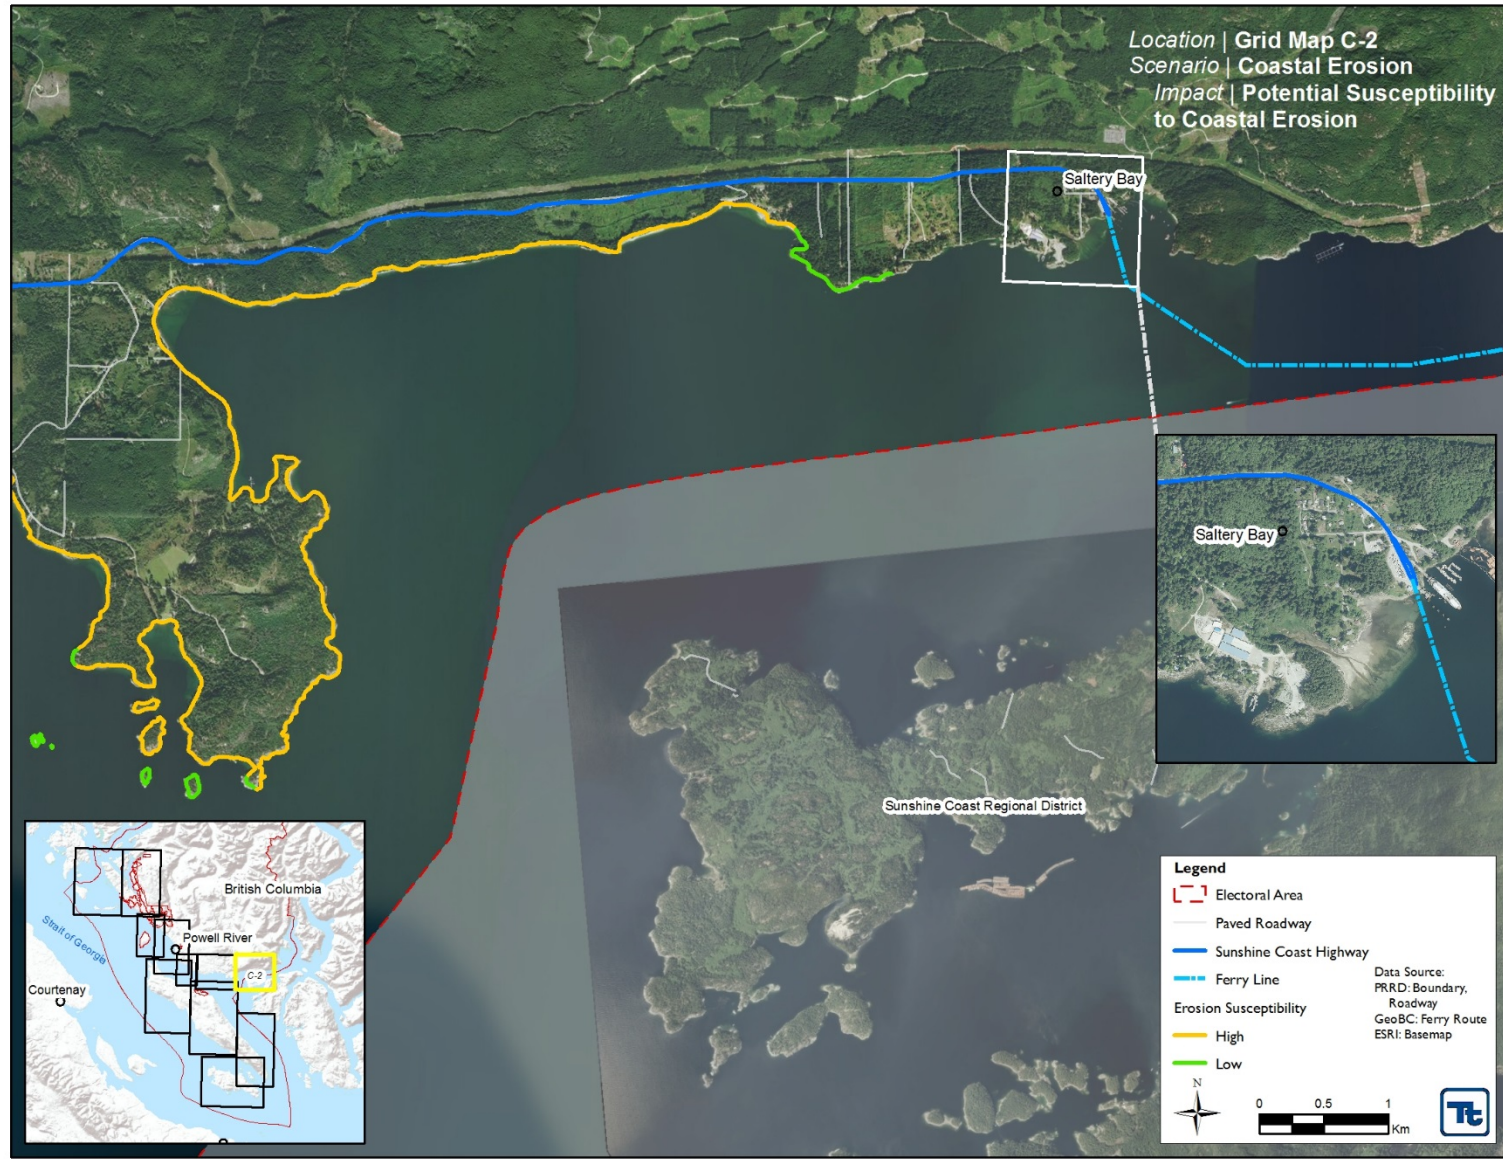 Location | Grid Map C-2
Scenario | Coastal Erosion
Impact | Potential Susceptibility
to Coastal Erosion
Saltery Bay
Saltery Bay
Sunshine Coast Regional District
British Columbia
Strait of Georgia
Powell River
C-2
Courtenay
Legend
Electoral Area
Paved Roadway
Sunshine Coast Highway
Ferry Line
Erosion Susceptibility
High
Low
Data Source:
PRRD: Boundary,
Roadway
GeoBC: Ferry Route
ESRI: Basemap
N
0 0.5 1
Km
Tt